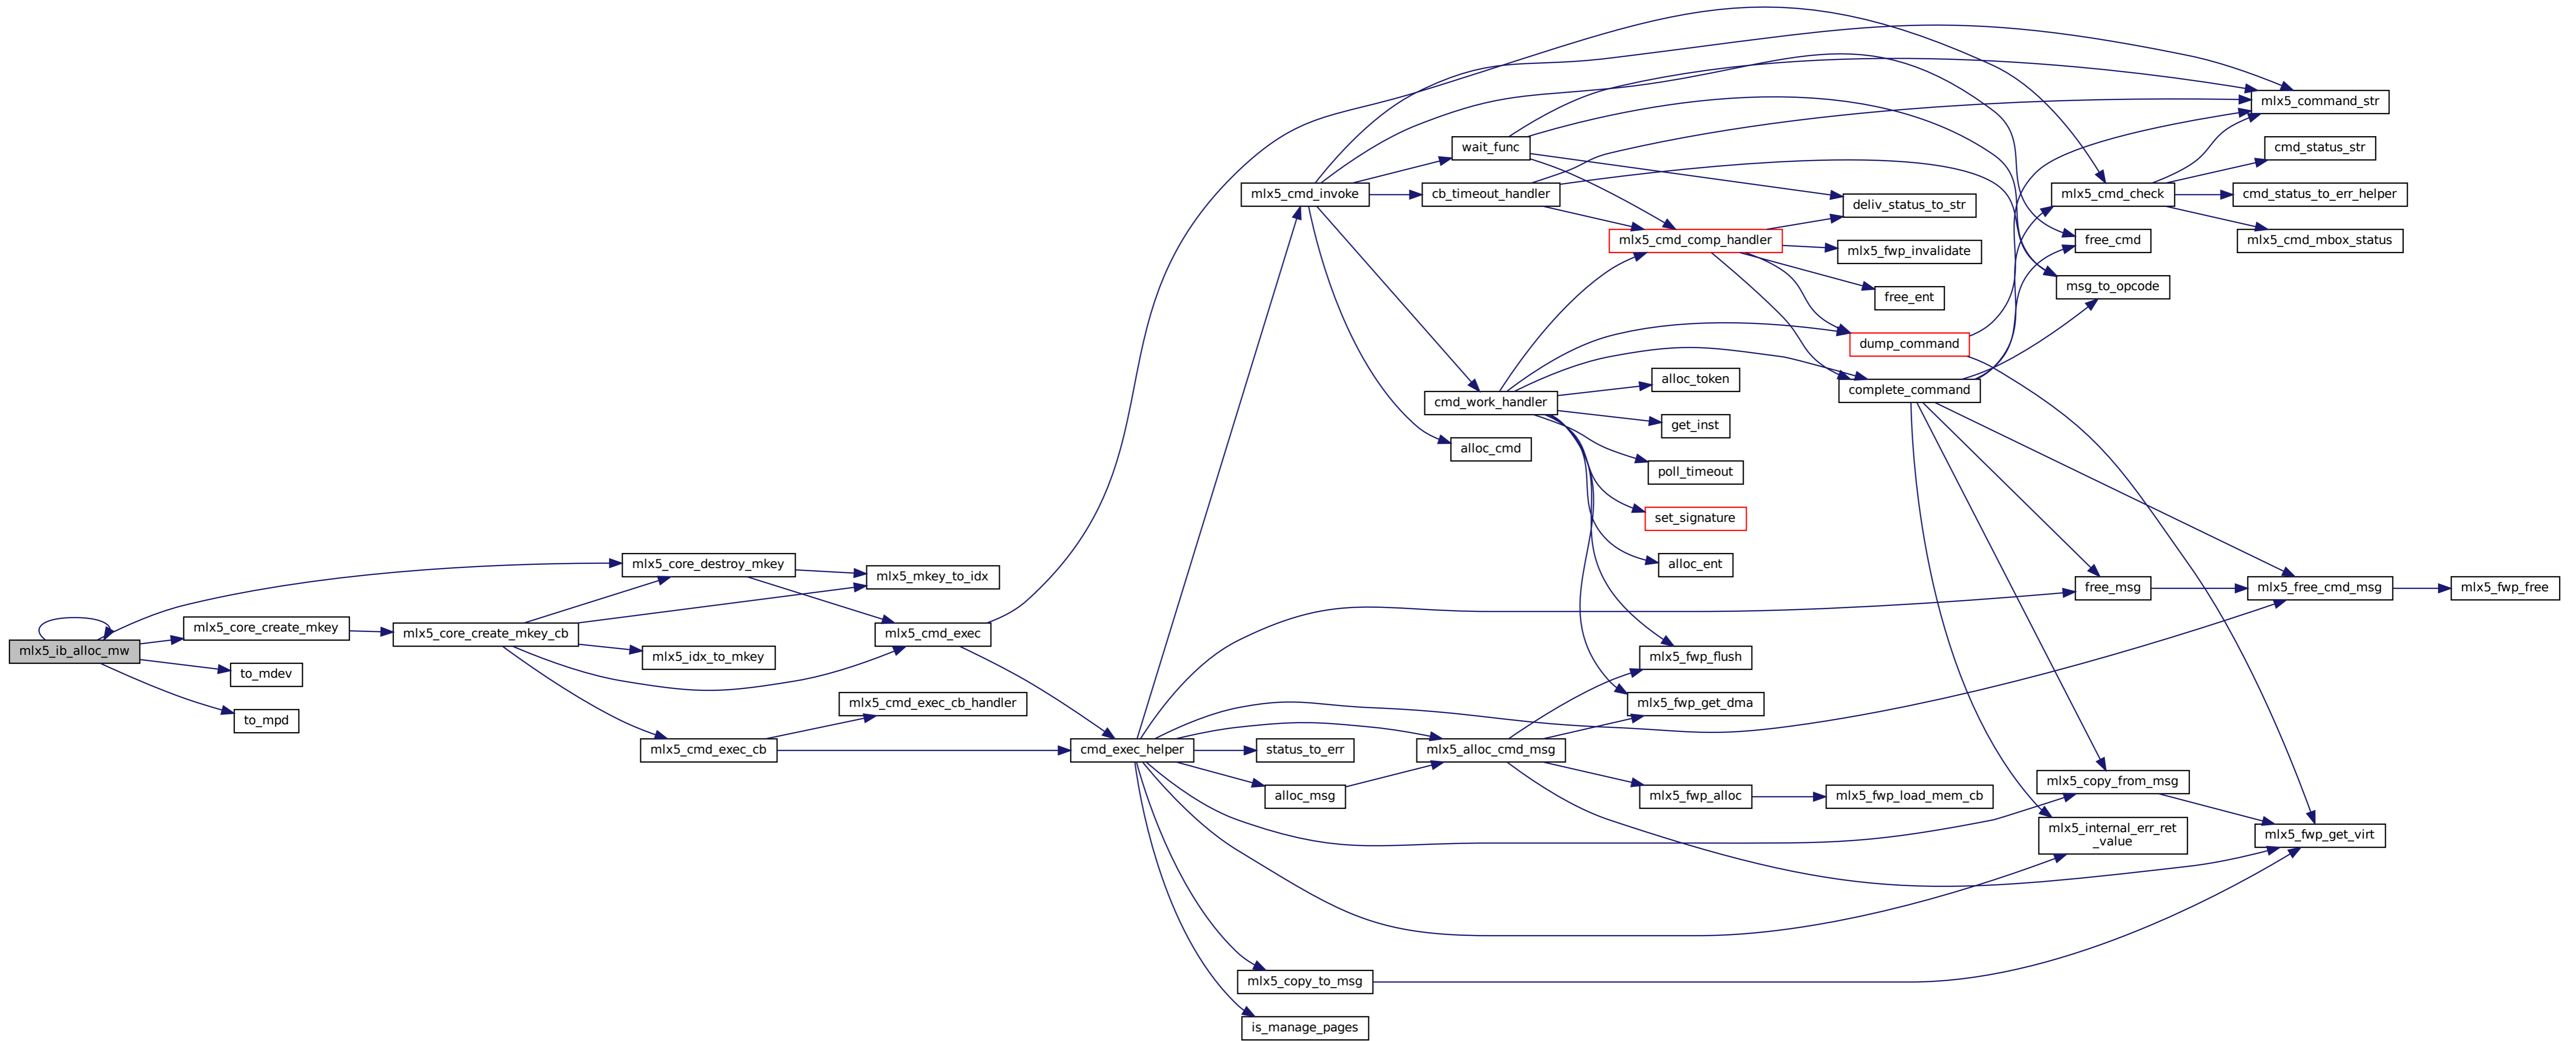 mlx5_ib_alloc_mw
mlx5_core_create_mkey
to_mdev
to_mpd
mlx5_core_create_mkey_cb
mlx5_core_destroy_mkey
mlx5_idx_to_mkey
mlx5_cmd_exec_cb
mlx5_mkey_to_idx
mlx5_cmd_exec
mlx5_cmd_exec_cb_handler
cmd_exec_helper
mlx5_cmd_invoke
status_to_err
alloc_msg
mlx5_copy_to_msg
is_manage_pages
wait_func
cb_timeout_handler
cmd_work_handler
alloc_cmd
mlx5_alloc_cmd_msg
mlx5_cmd_comp_handler
alloc_token
get_inst
poll_timeout
set_signature
alloc_ent
mlx5_fwp_flush
mlx5_fwp_get_dma
mlx5_fwp_alloc
deliv_status_to_str
mlx5_fwp_invalidate
free_ent
dump_command
complete_command
mlx5_fwp_load_mem_cb
mlx5_cmd_check
free_cmd
msg_to_opcode
free_msg
mlx5_copy_from_msg
mlx5_internal_err_ret
_value
mlx5_command_str
cmd_status_str
cmd_status_to_err_helper
mlx5_cmd_mbox_status
mlx5_free_cmd_msg
mlx5_fwp_get_virt
mlx5_fwp_free